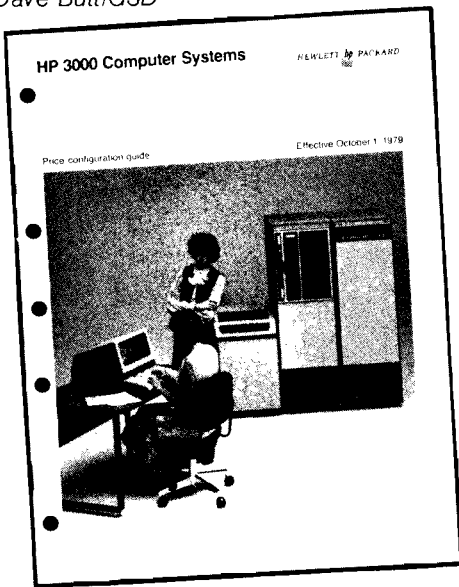 Dave Butt/GSD
HP 3000 Computer Systems
HEWLETT hp PACKARD
Price configuration guide
Effective October 1, 1979